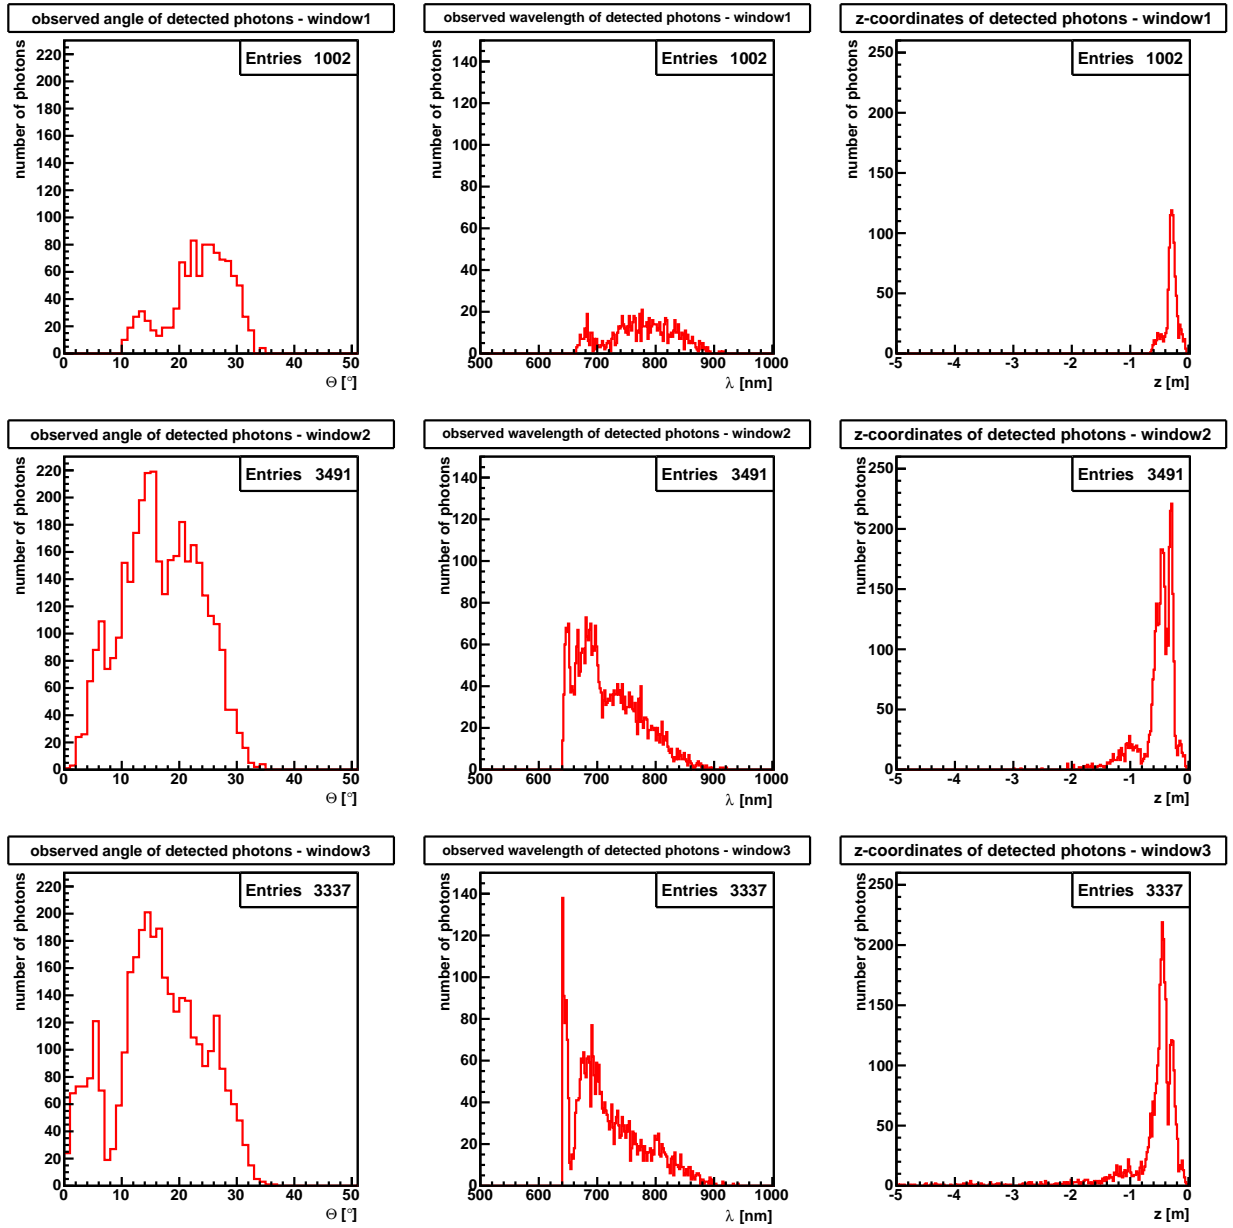 observed angle of detected photons - window1
number of photons
Entries 1002
220
200
180
160
140
120
100
80
60
40
20
0
0 10 20 30 40 50
Θ [°]
observed wavelength of detected photons - window1
number of photons
Entries 1002
140
120
100
80
60
40
20
0
500 600 700 800 900 1000
λ [nm]
z-coordinates of detected photons - window1
number of photons
Entries 1002
250
200
150
100
50
0
-5 -4 -3 -2 -1 0
z [m]
observed angle of detected photons - window2
number of photons
Entries 3491
220
200
180
160
140
120
100
80
60
40
20
0
0 10 20 30 40 50
Θ [°]
observed wavelength of detected photons - window2
number of photons
Entries 3491
140
120
100
80
60
40
20
0
500 600 700 800 900 1000
λ [nm]
z-coordinates of detected photons - window2
number of photons
Entries 3491
250
200
150
100
50
0
-5 -4 -3 -2 -1 0
z [m]
observed angle of detected photons - window3
number of photons
Entries 3337
220
200
180
160
140
120
100
80
60
40
20
0
0 10 20 30 40 50
Θ [°]
observed wavelength of detected photons - window3
number of photons
Entries 3337
140
120
100
80
60
40
20
0
500 600 700 800 900 1000
λ [nm]
z-coordinates of detected photons - window3
number of photons
Entries 3337
250
200
150
100
50
0
-5 -4 -3 -2 -1 0
z [m]